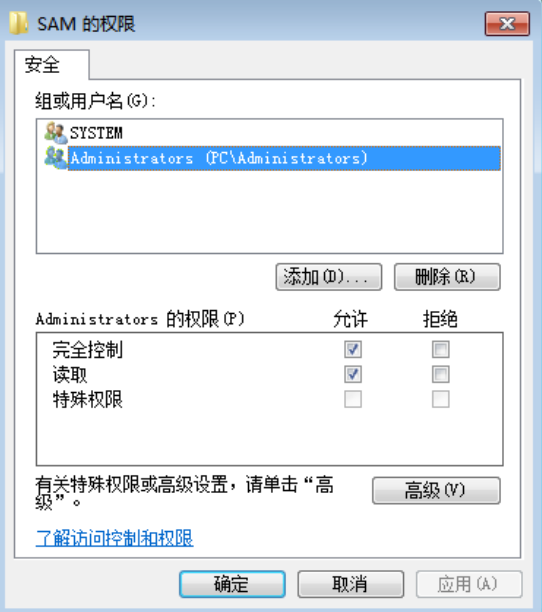 SAM 的权限
安全
组或用户名(G):
SYSTEM
Administrators (PC\Administrators)
添加(D)... 删除(R)
Administrators 的权限(P) 允许 拒绝
完全控制
读取
特殊权限
有关特殊权限或高级设置，请单击“高
级”。
高级(V)
了解访问控制和权限
确定 取消 应用(A)